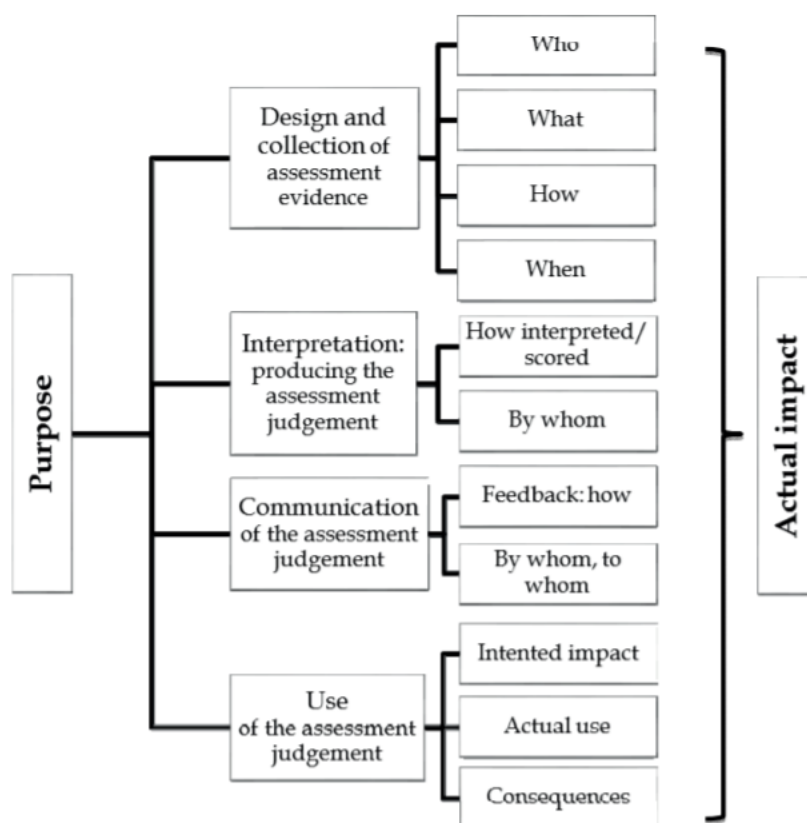 Purpose
Design and
collection of
assessment
evidence
Who
What
How
When
Interpretation:
producing the
assessment
judgement
How interpreted/
scored
By whom
Communication
of the assessment
judgement
Feedback: how
By whom, to
whom
Use
of the assessment
judgement
Intented impact
Actual use
Consequences
Actual impact